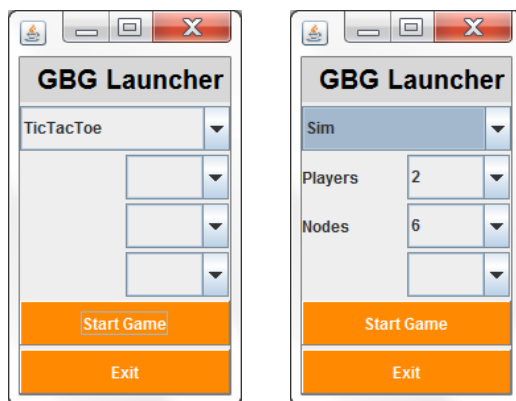 GBG Launcher
TicTacToe
Start Game
Exit
GBG Launcher
Sim
Players 2
Nodes 6
Start Game
Exit